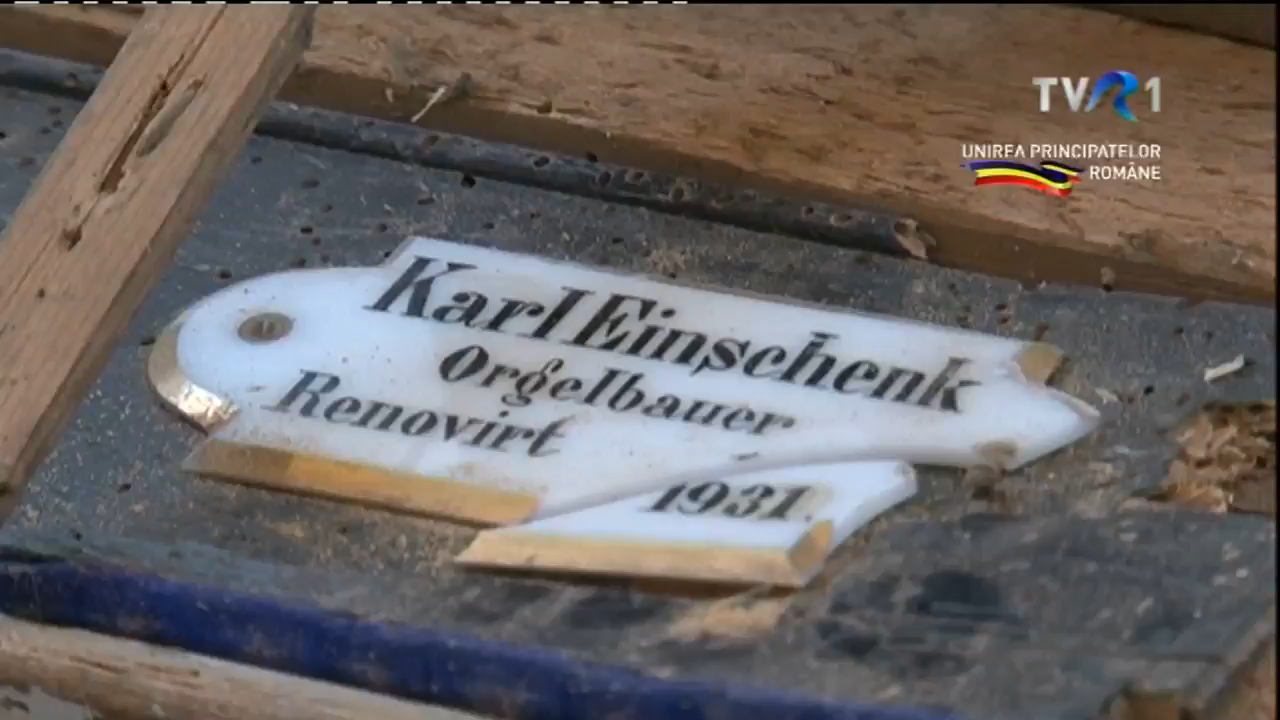 TVR1
UNIREA PRINCIPATELOR
ROMÂNE
Karl Einschenk
Orgelbauer
Renovirt
1931.